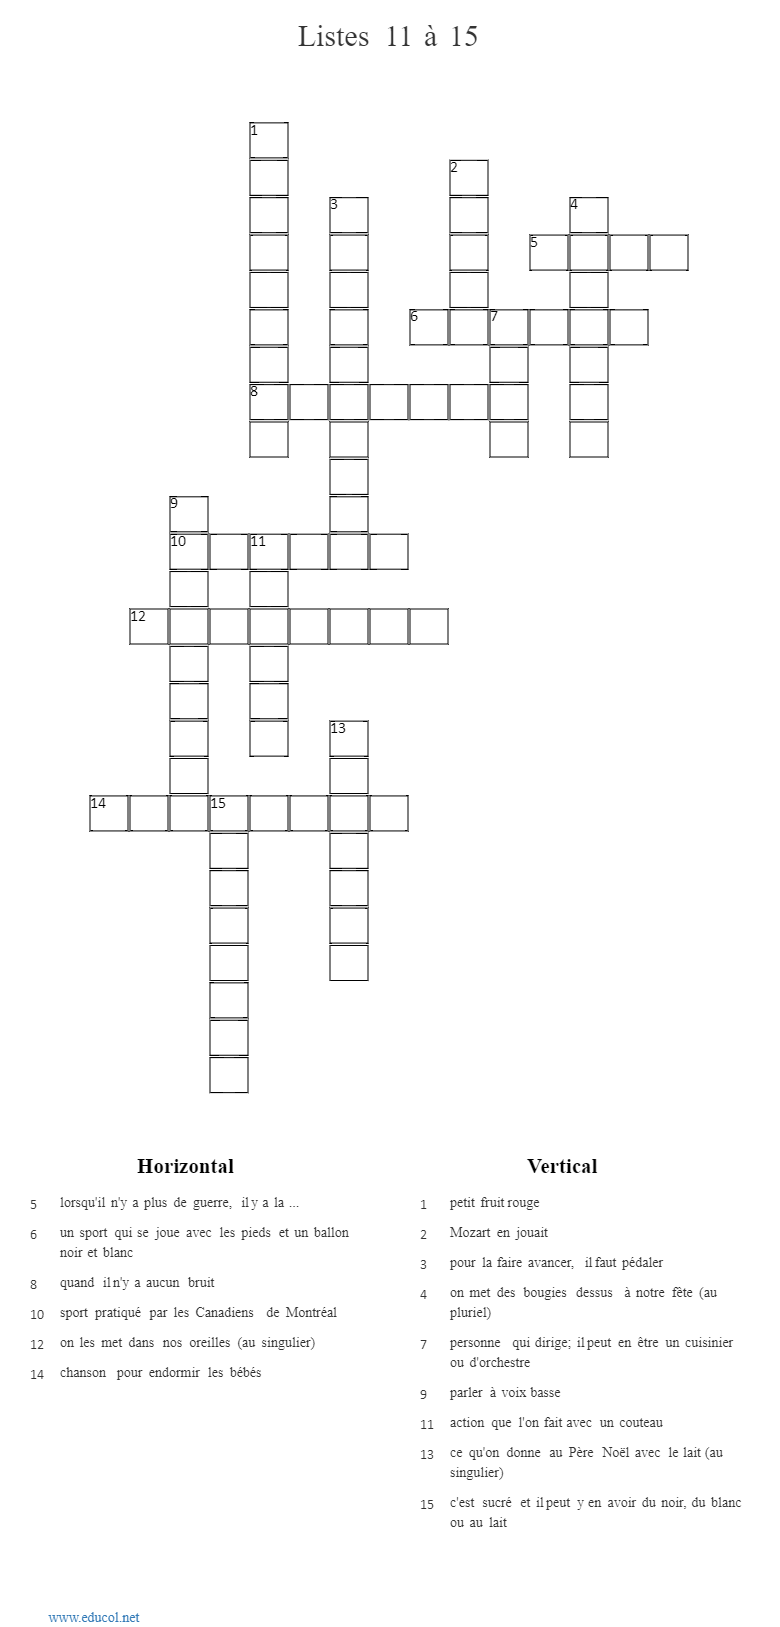 Listes 11 à 15
1
2
3 4
5
6 7
8
9
10 11
12
13
14 15
Horizontal
5 lorsqu'il n'y a plus de guerre, il y a la ...
6 un sport qui se joue avec les pieds et un ballon
noir et blanc
8 quand il n'y a aucun bruit
10 sport pratiqué par les Canadiens de Montréal
12 on les met dans nos oreilles (au singulier)
14 chanson pour endormir les bébés
Vertical
1 petit fruit rouge
2 Mozart en jouait
3 pour la faire avancer, il faut pédaler
4 on met des bougies dessus à notre fête (au
pluriel)
7 personne qui dirige; il peut en être un cuisinier
ou d'orchestre
9 parler à voix basse
11 action que l'on fait avec un couteau
13 ce qu'on donne au Père Noël avec le lait (au
singulier)
15 c'est sucré et il peut y en avoir du noir, du blanc
ou au lait
www.educol.net